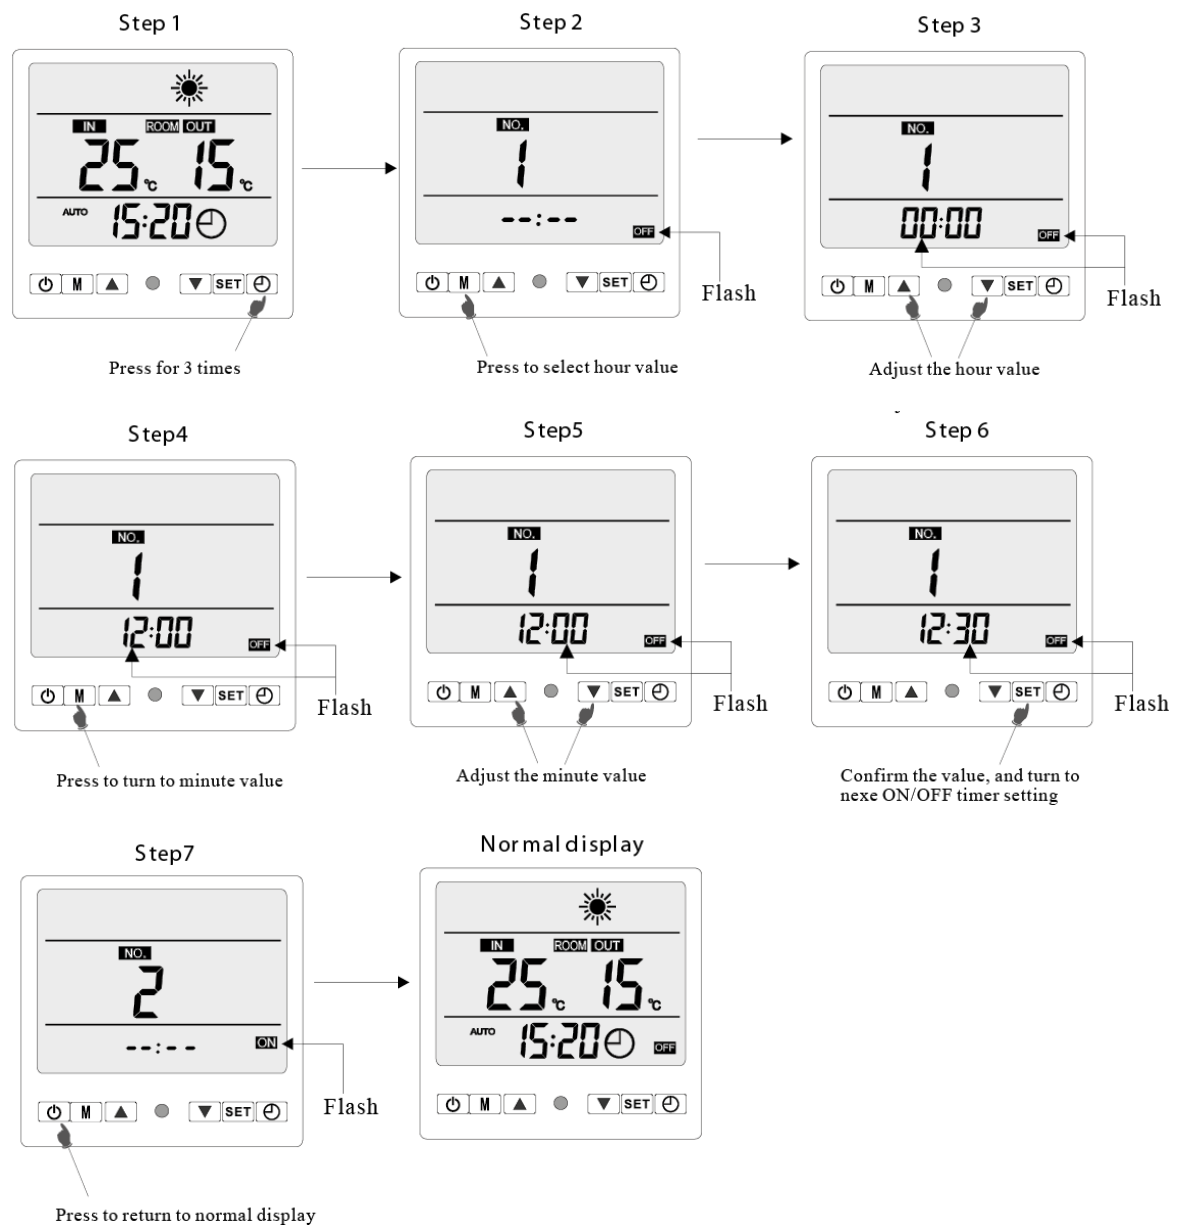 Step 1
Step 2
Step 3
IN ROOM OUT
25 °C 15 °C
AUTO 15:20
M SET
Press for 3 times
NO.
1
--:--
OFF
M SET
Flash
Press to select hour value
NO.
1
00:00
OFF
M SET
Flash
Adjust the hour value
Step4
Step5
Step 6
NO.
1
12:00
OFF
M SET
Flash
Press to turn to minute value
NO.
1
12:00
OFF
M SET
Flash
Adjust the minute value
NO.
1
12:30
OFF
M SET
Flash
Confirm the value, and turn to
nexe ON/OFF timer setting
Step7
Normal display
NO.
2
--:--
ON
M SET
Flash
Press to return to normal display
IN ROOM OUT
25 °C 15 °C
AUTO 15:20 OFF
M SET